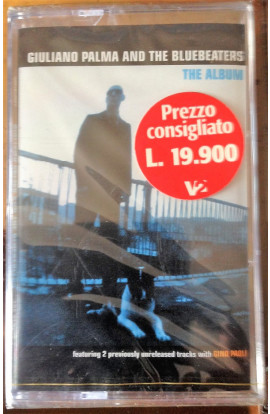 GIULIANO PALMA AND THE BLUEBEATERS
THE ALBUM
Prezzo
consigliato
L. 19.900
V2
featuring 2 previously unreleased tracks with GINO PAOLI